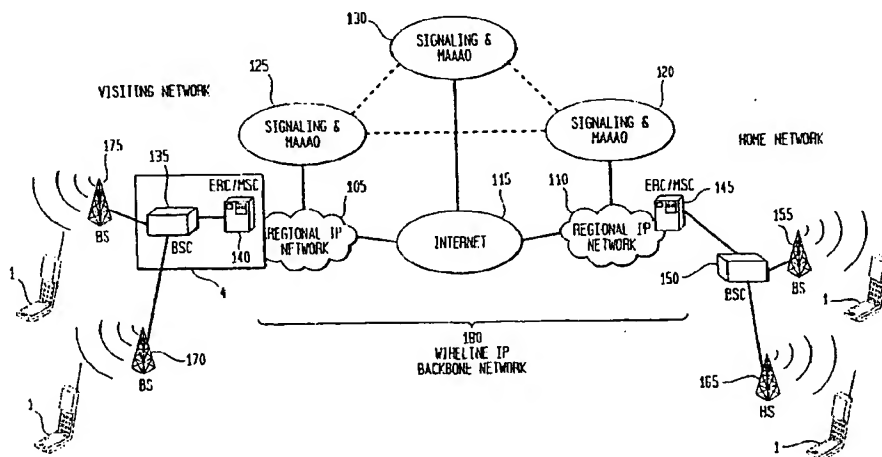 130
SIGNALING &
MAAAO
125
120
VISITING NETWORK
SIGNALING &
MAAAO
SIGNALING &
MAAAO
HOME NETWORK
175
135
ERC/MSC
105
115
110
ERC/MSC
145
155
REGIONAL IP
NETWORK
INTERNET
REGIONAL IP
NETWORK
BS
BSC
140
150
BS
BSC
1
4
1
170
180
WIRELINE IP
BACKBONE NETWORK
165
BS
BS
1
1